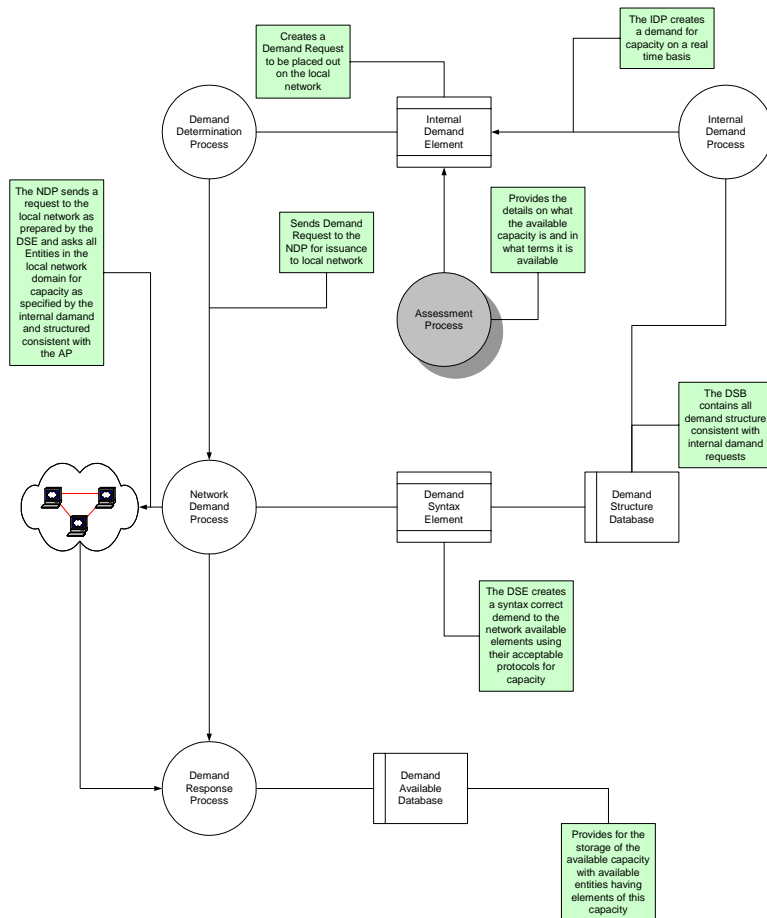 Creates a
Demand Request
to be placed out
on the local
network
The IDP creates
a demand for
capacity on a real
time basis
Demand
Determination
Process
Internal
Demand
Element
Internal
Demand
Process
The NDP sends a
request to the
local network as
prepared by the
DSE and asks all
Entities in the
local network
domain for
capacity as
specified by the
internal damand
and structured
consistent with
the AP
Sends Demand
Request to the
NDP for issuance
to local network
Provides the
details on what
the available
capacity is and in
what terms it is
available
Assessment
Process
The DSB
contains all
demand structure
consistent with
internal damand
requests
Network
Demand
Process
Demand
Syntax
Element
Demand
Structure
Database
The DSE creates
a syntax correct
demend to the
network available
elements using
their acceptable
protocols for
capacity
Demand
Response
Process
Demand
Available
Database
Provides for the
storage of the
available capacity
with available
entities having
elements of this
capacity